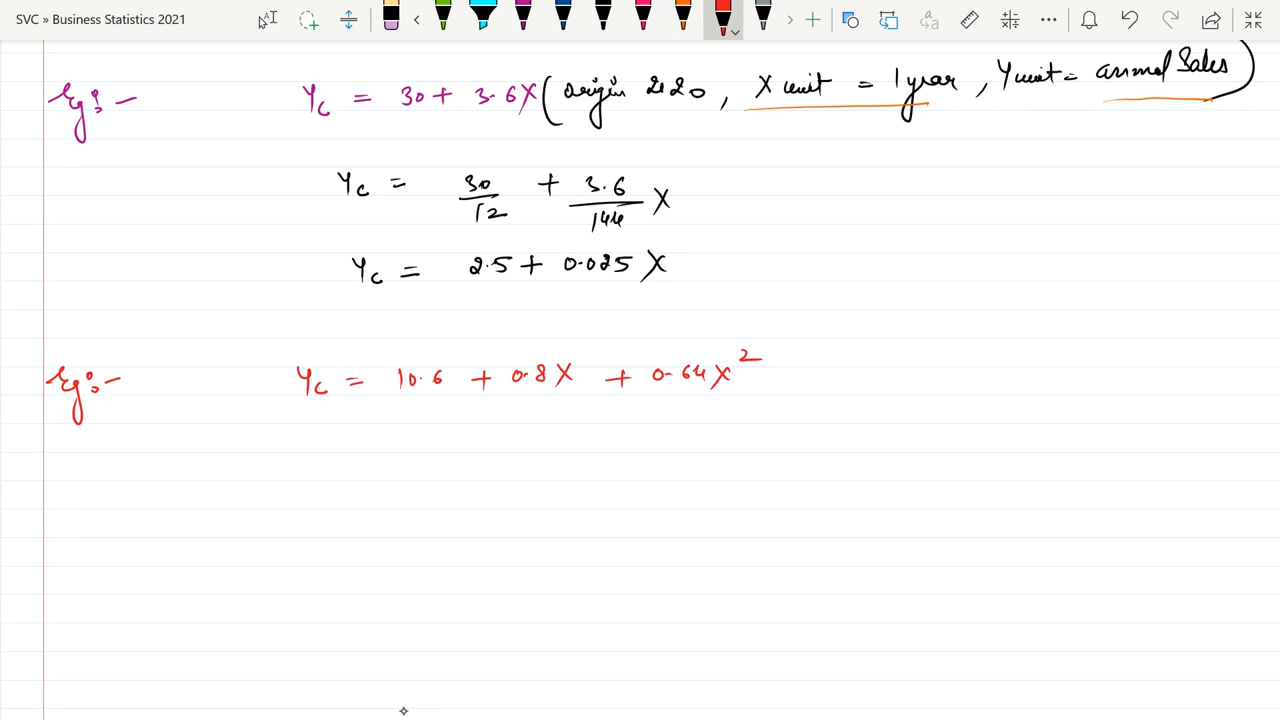 SVC » Business Statistics 2021
Eg:- Yc = 30 + 3.6X (origin 2020, X unit = 1 year, Y unit = annual Sales)
Yc = 30/12 + 3.6/144 X
Yc = 2.5 + 0.025 X
Eg:- Yc = 10.6 + 0.8X + 0.64X²